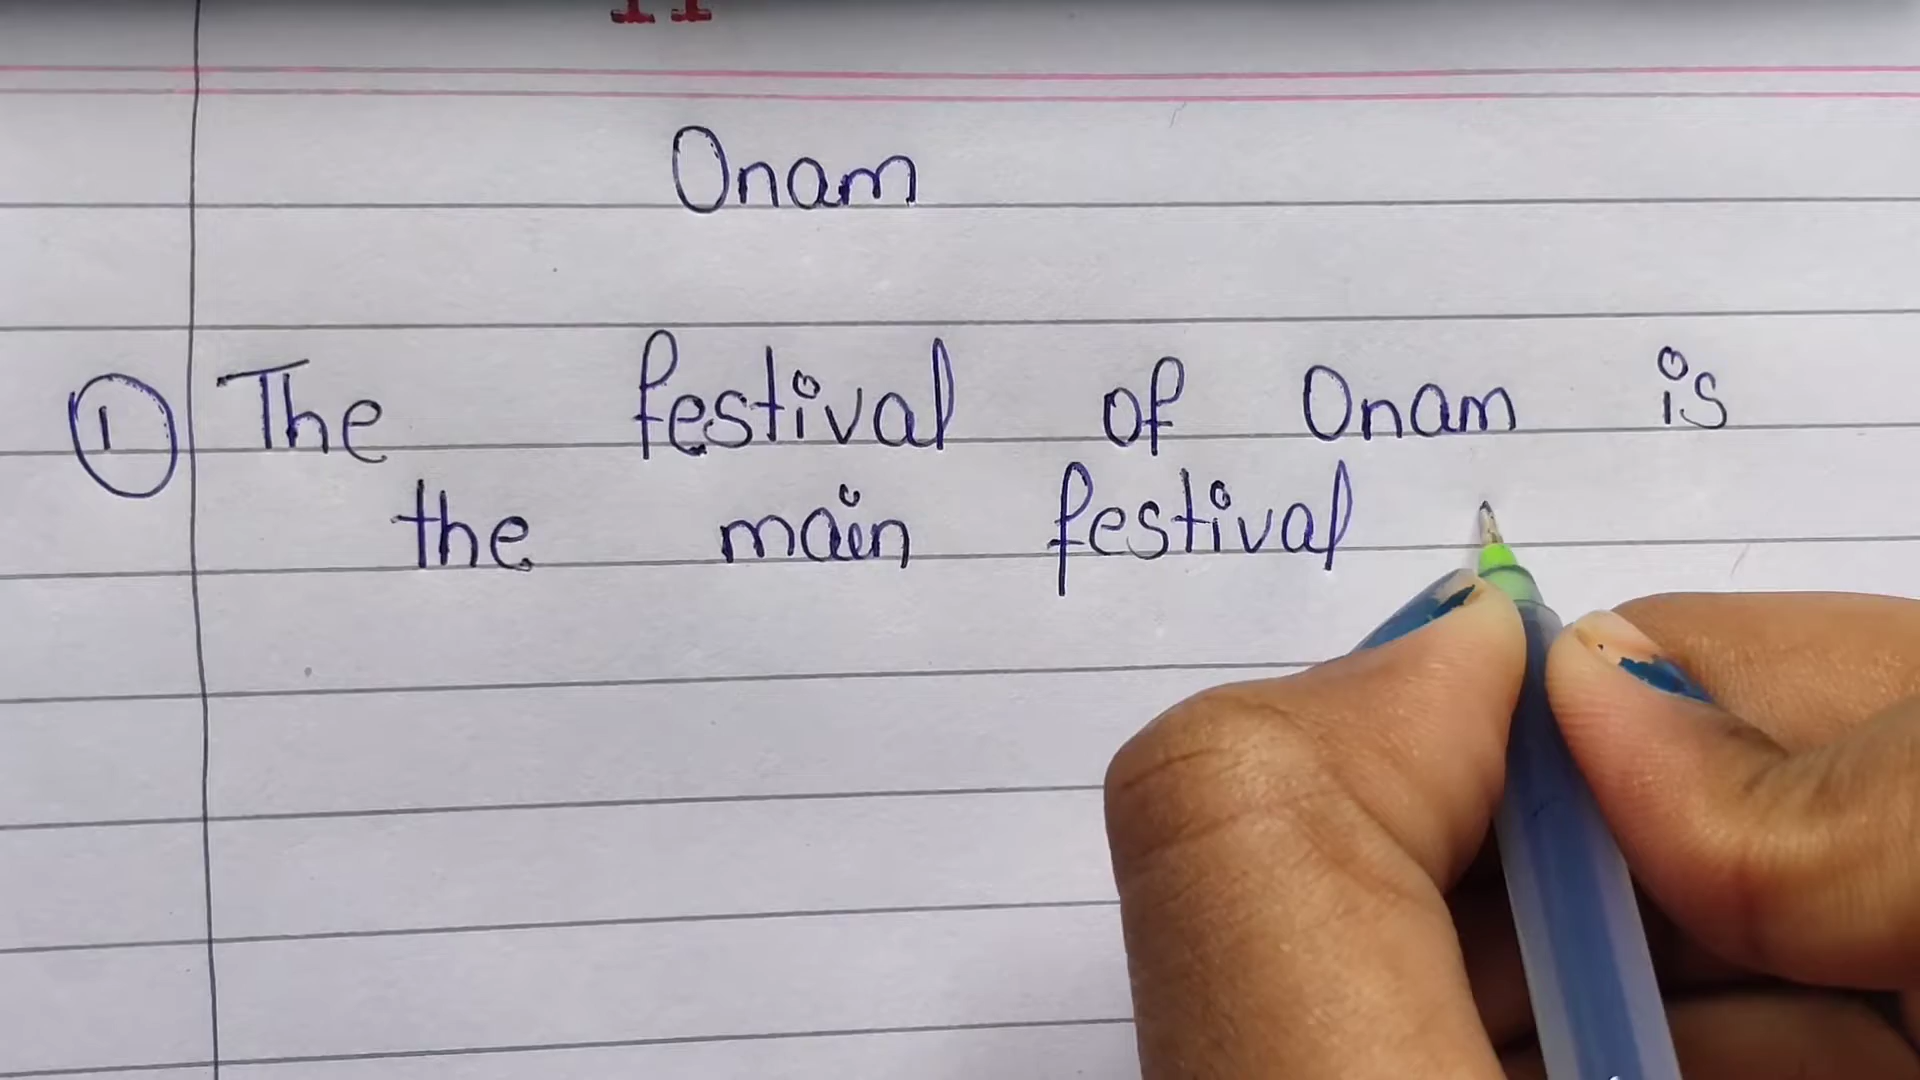 Onam
1 The festival of Onam is
the main festival